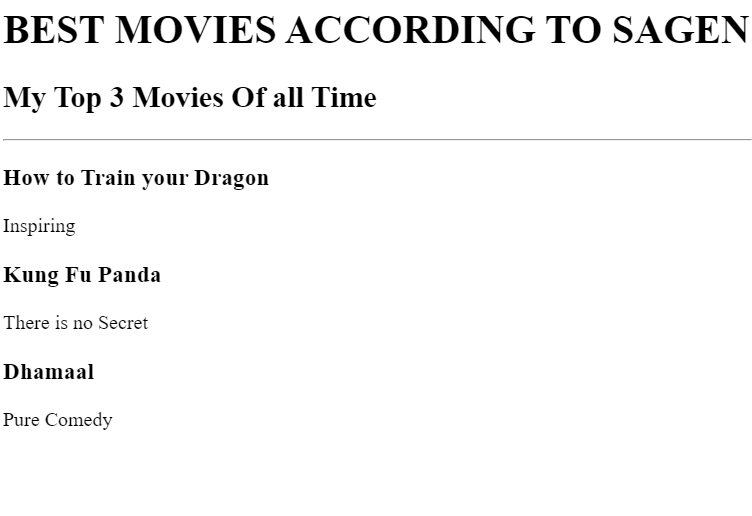 BEST MOVIES ACCORDING TO SAGEN
My Top 3 Movies Of all Time
How to Train your Dragon
Inspiring
Kung Fu Panda
There is no Secret
Dhamaal
Pure Comedy